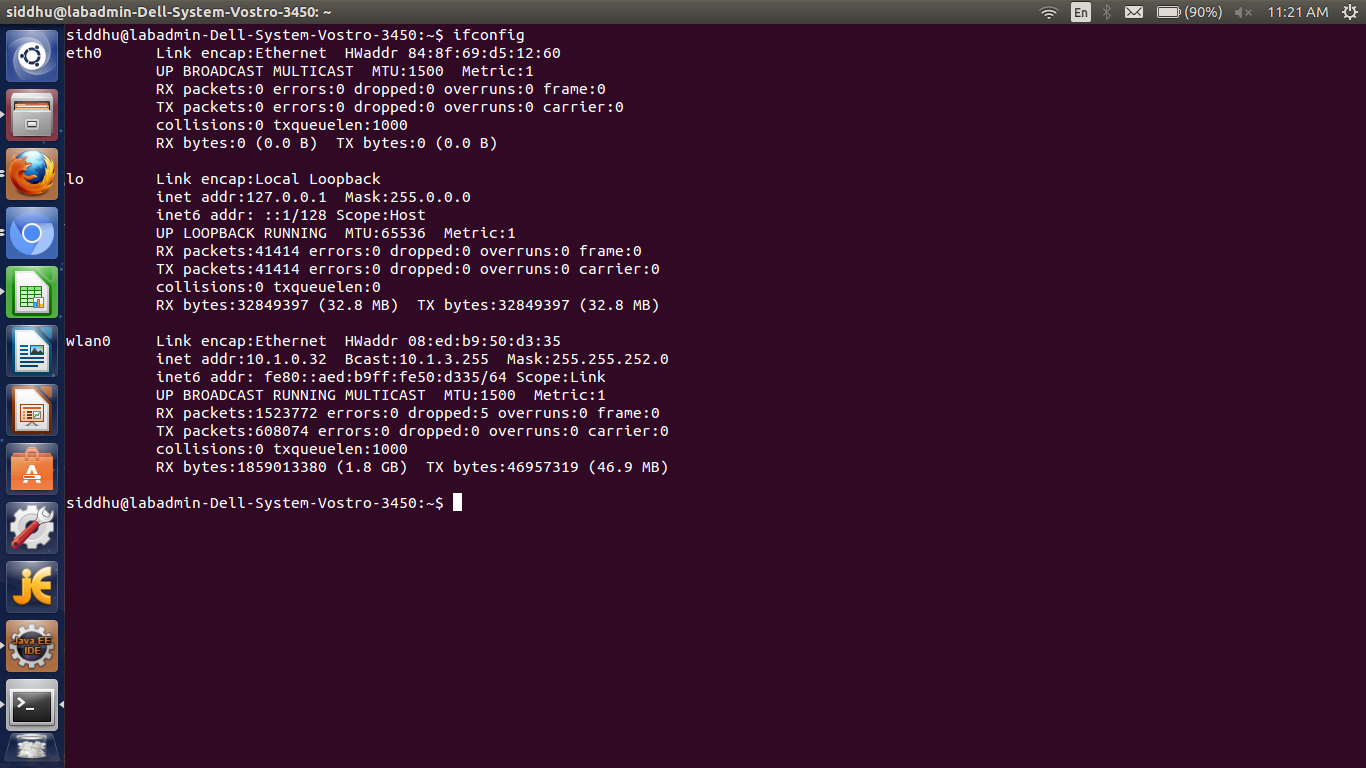 siddhu@labadmin-Dell-System-Vostro-3450: ~
En
(90%)
11:21 AM
siddhu@labadmin-Dell-System-Vostro-3450:~$ ifconfig
eth0      Link encap:Ethernet  HWaddr 84:8f:69:d5:12:60
          UP BROADCAST MULTICAST  MTU:1500  Metric:1
          RX packets:0 errors:0 dropped:0 overruns:0 frame:0
          TX packets:0 errors:0 dropped:0 overruns:0 carrier:0
          collisions:0 txqueuelen:1000
          RX bytes:0 (0.0 B)  TX bytes:0 (0.0 B)

lo        Link encap:Local Loopback
          inet addr:127.0.0.1  Mask:255.0.0.0
          inet6 addr: ::1/128 Scope:Host
          UP LOOPBACK RUNNING  MTU:65536  Metric:1
          RX packets:41414 errors:0 dropped:0 overruns:0 frame:0
          TX packets:41414 errors:0 dropped:0 overruns:0 carrier:0
          collisions:0 txqueuelen:0
          RX bytes:32849397 (32.8 MB)  TX bytes:32849397 (32.8 MB)

wlan0     Link encap:Ethernet  HWaddr 08:ed:b9:50:d3:35
          inet addr:10.1.0.32  Bcast:10.1.3.255  Mask:255.255.252.0
          inet6 addr: fe80::aed:b9ff:fe50:d335/64 Scope:Link
          UP BROADCAST RUNNING MULTICAST  MTU:1500  Metric:1
          RX packets:1523772 errors:0 dropped:5 overruns:0 frame:0
          TX packets:608074 errors:0 dropped:0 overruns:0 carrier:0
          collisions:0 txqueuelen:1000
          RX bytes:1859013380 (1.8 GB)  TX bytes:46957319 (46.9 MB)

siddhu@labadmin-Dell-System-Vostro-3450:~$
jE
Java EE
IDE
>_